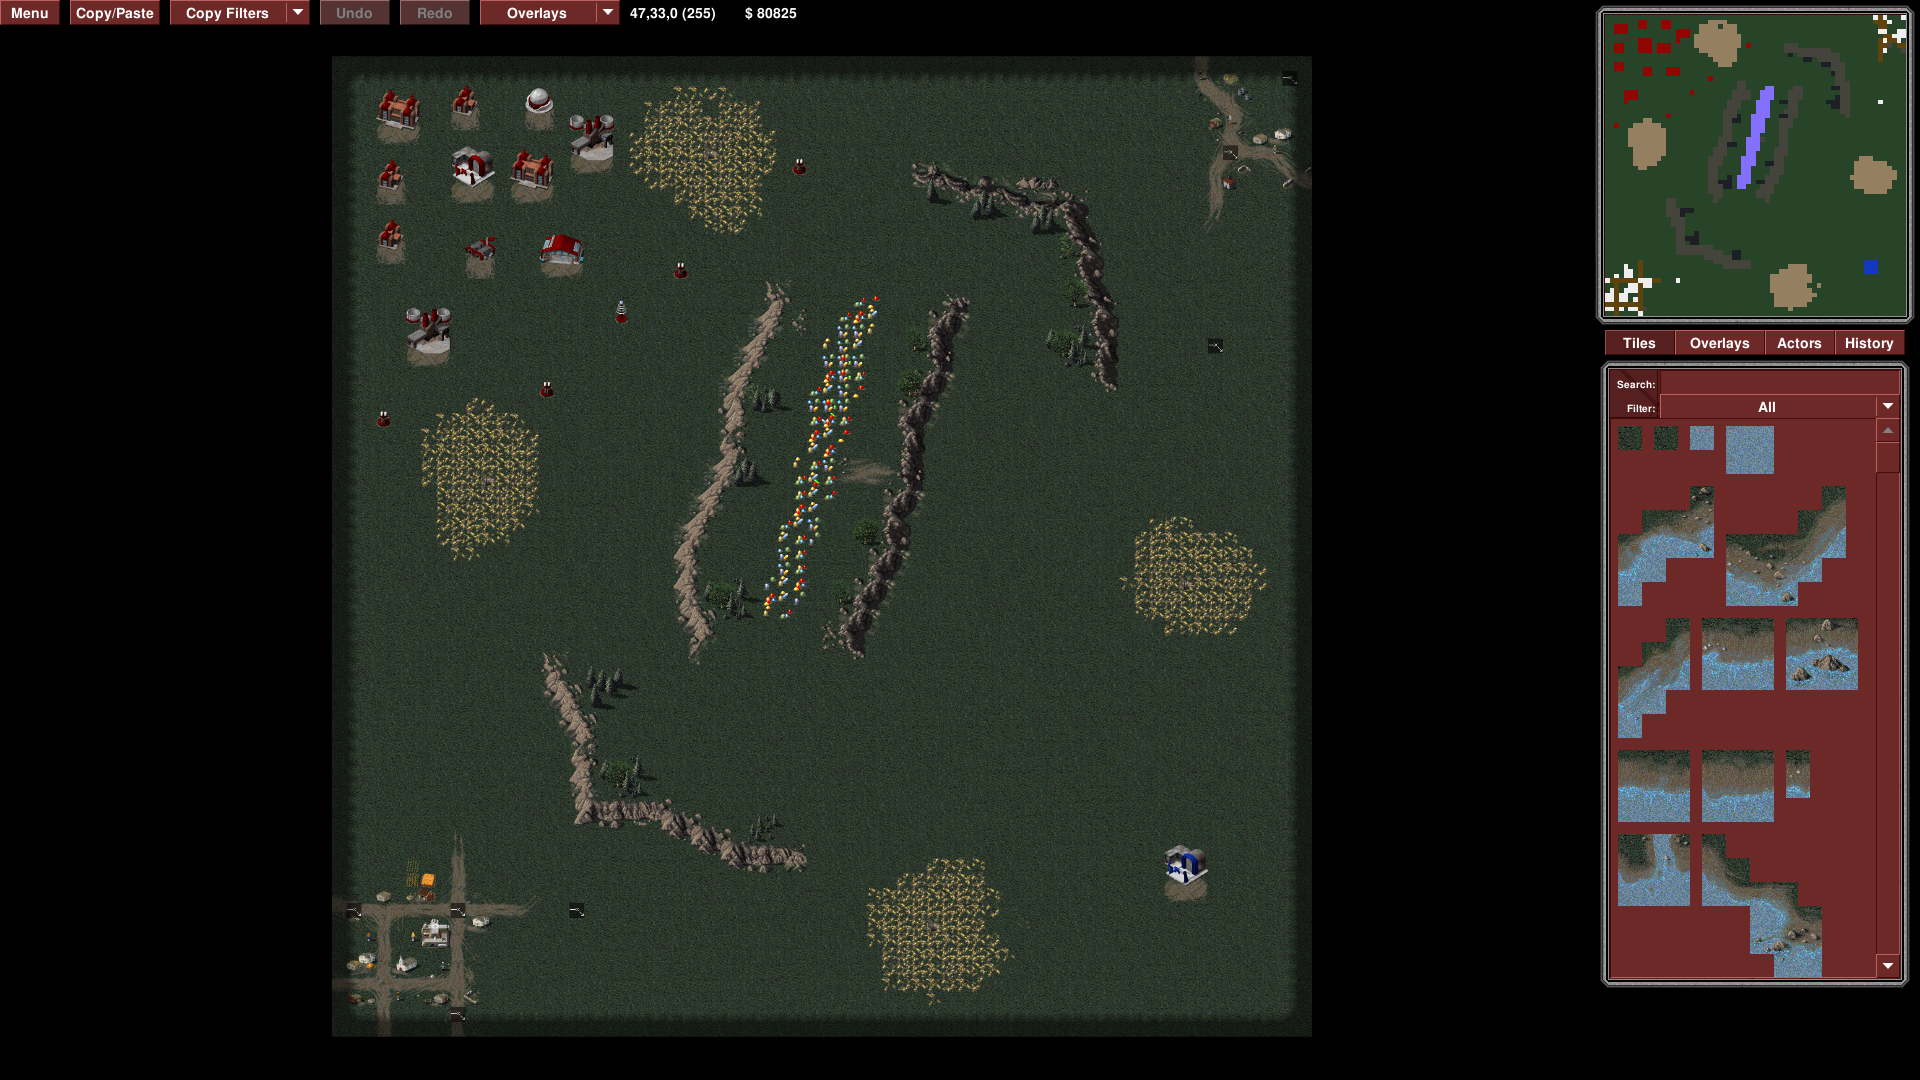 Menu
Copy/Paste
Copy Filters
Undo
Redo
Overlays
47,33,0 (255)
$ 80825
Tiles
Overlays
Actors
History
Search:
Filter:
All